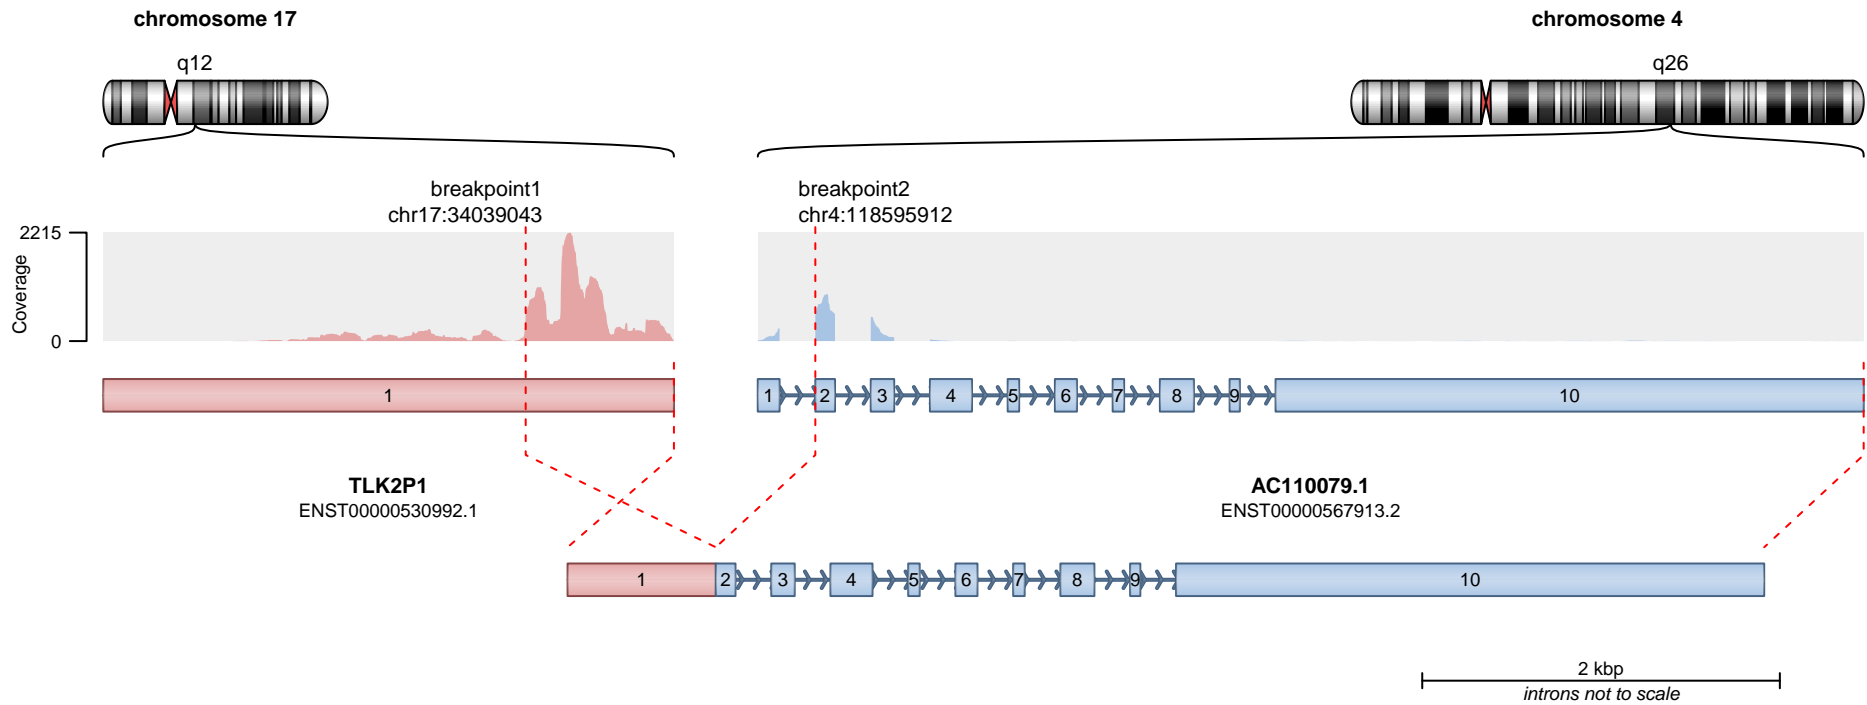 chromosome 17
chromosome 4
q12
q26
breakpoint1
chr17:34039043
breakpoint2
chr4:118595912
2215
0
Coverage
1
1 2 3 4 5 6 7 8 9 10
TLK2P1
ENST00000530992.1
AC110079.1
ENST00000567913.2
1 2 3 4 5 6 7 8 9 10
2 kbp
introns not to scale